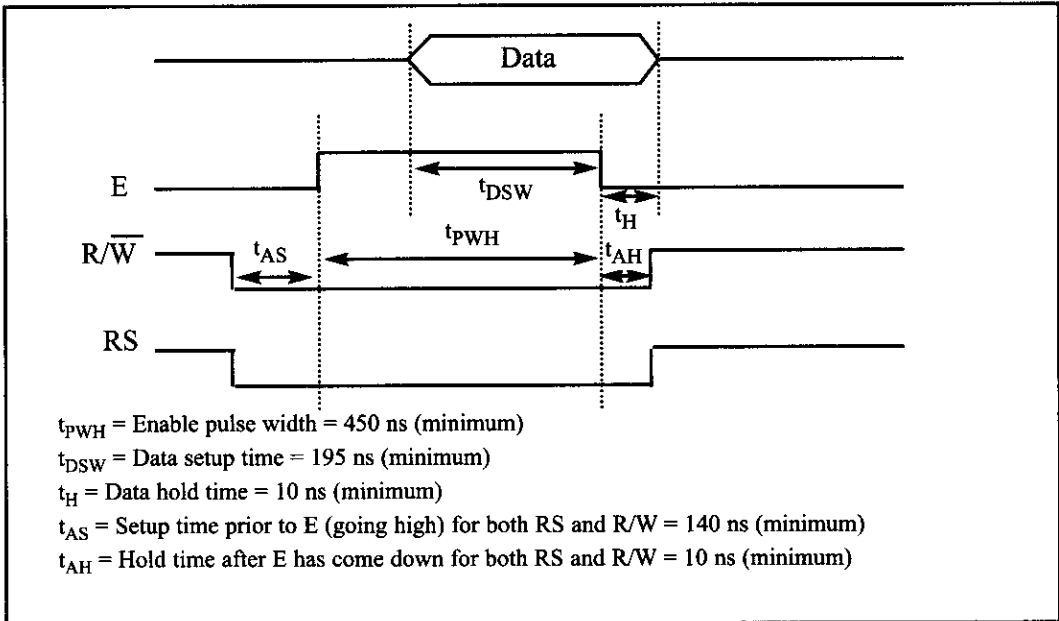 Data
E
tDSW
tH
R/W̅
tAS
tPWH
tAH
RS
tPWH = Enable pulse width = 450 ns (minimum)
tDSW = Data setup time = 195 ns (minimum)
tH = Data hold time = 10 ns (minimum)
tAS = Setup time prior to E (going high) for both RS and R/W = 140 ns (minimum)
tAH = Hold time after E has come down for both RS and R/W = 10 ns (minimum)